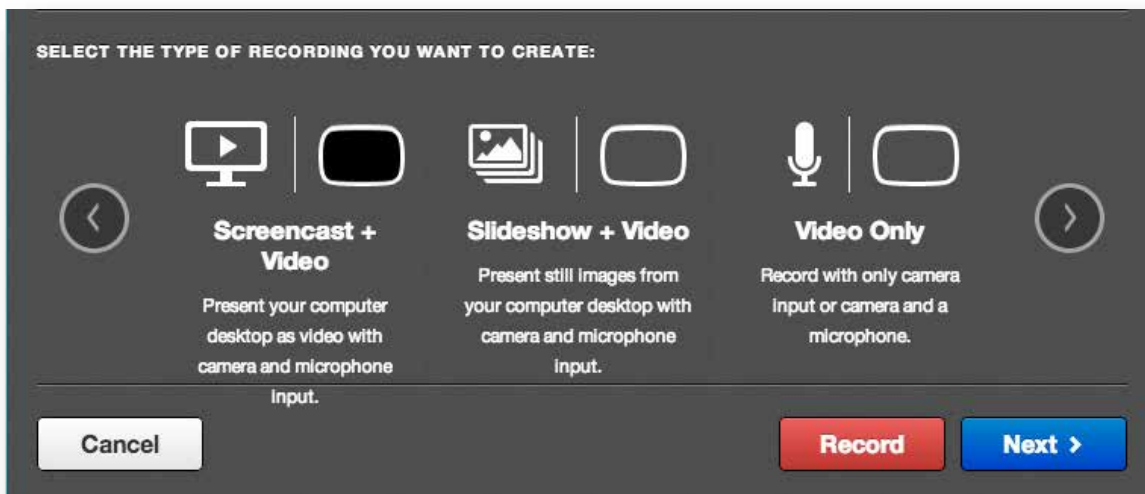 SELECT THE TYPE OF RECORDING YOU WANT TO CREATE:
Screencast +
Video
Present your computer
desktop as video with
camera and microphone
input.
Slideshow + Video
Present still images from
your computer desktop with
camera and microphone
input.
Video Only
Record with only camera
input or camera and a
microphone.
Cancel
Record
Next >